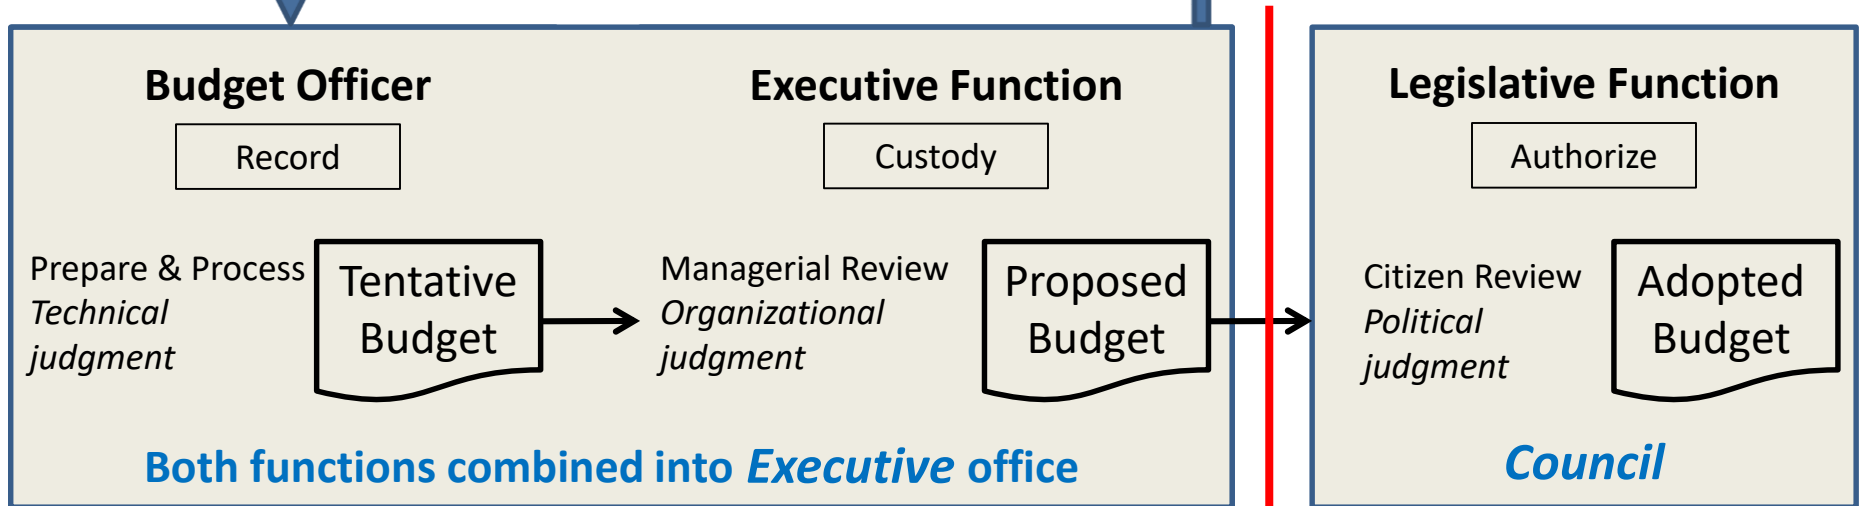 Budget Officer
Record
Prepare & Process
Technical
judgment
Tentative
Budget
Executive Function
Custody
Managerial Review
Organizational
judgment
Proposed
Budget
Both functions combined into Executive office
Legislative Function
Authorize
Citizen Review
Political
judgment
Adopted
Budget
Council